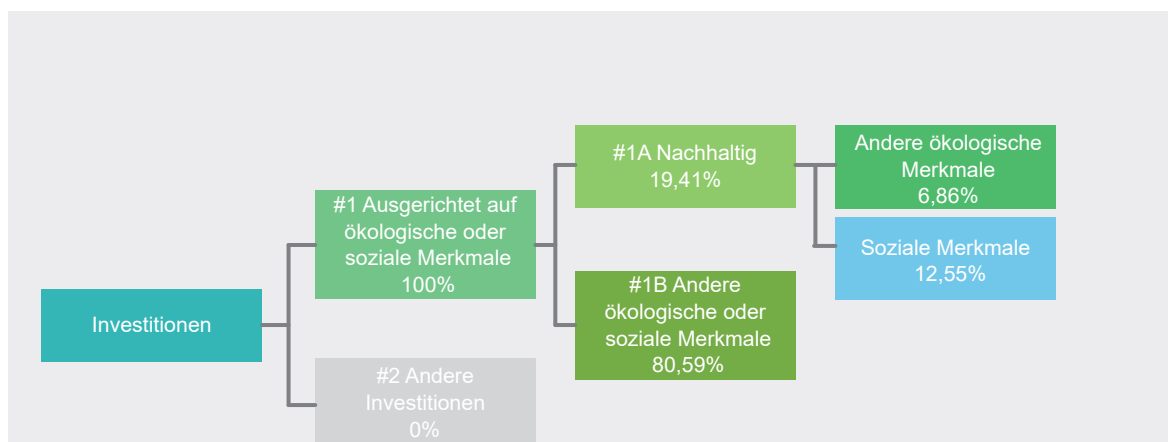 Investitionen
#1 Ausgerichtet auf
ökologische oder
soziale Merkmale
100%
#2 Andere
Investitionen
0%
#1A Nachhaltig
19,41%
#1B Andere
ökologische oder
soziale Merkmale
80,59%
Andere ökologische
Merkmale
6,86%
Soziale Merkmale
12,55%